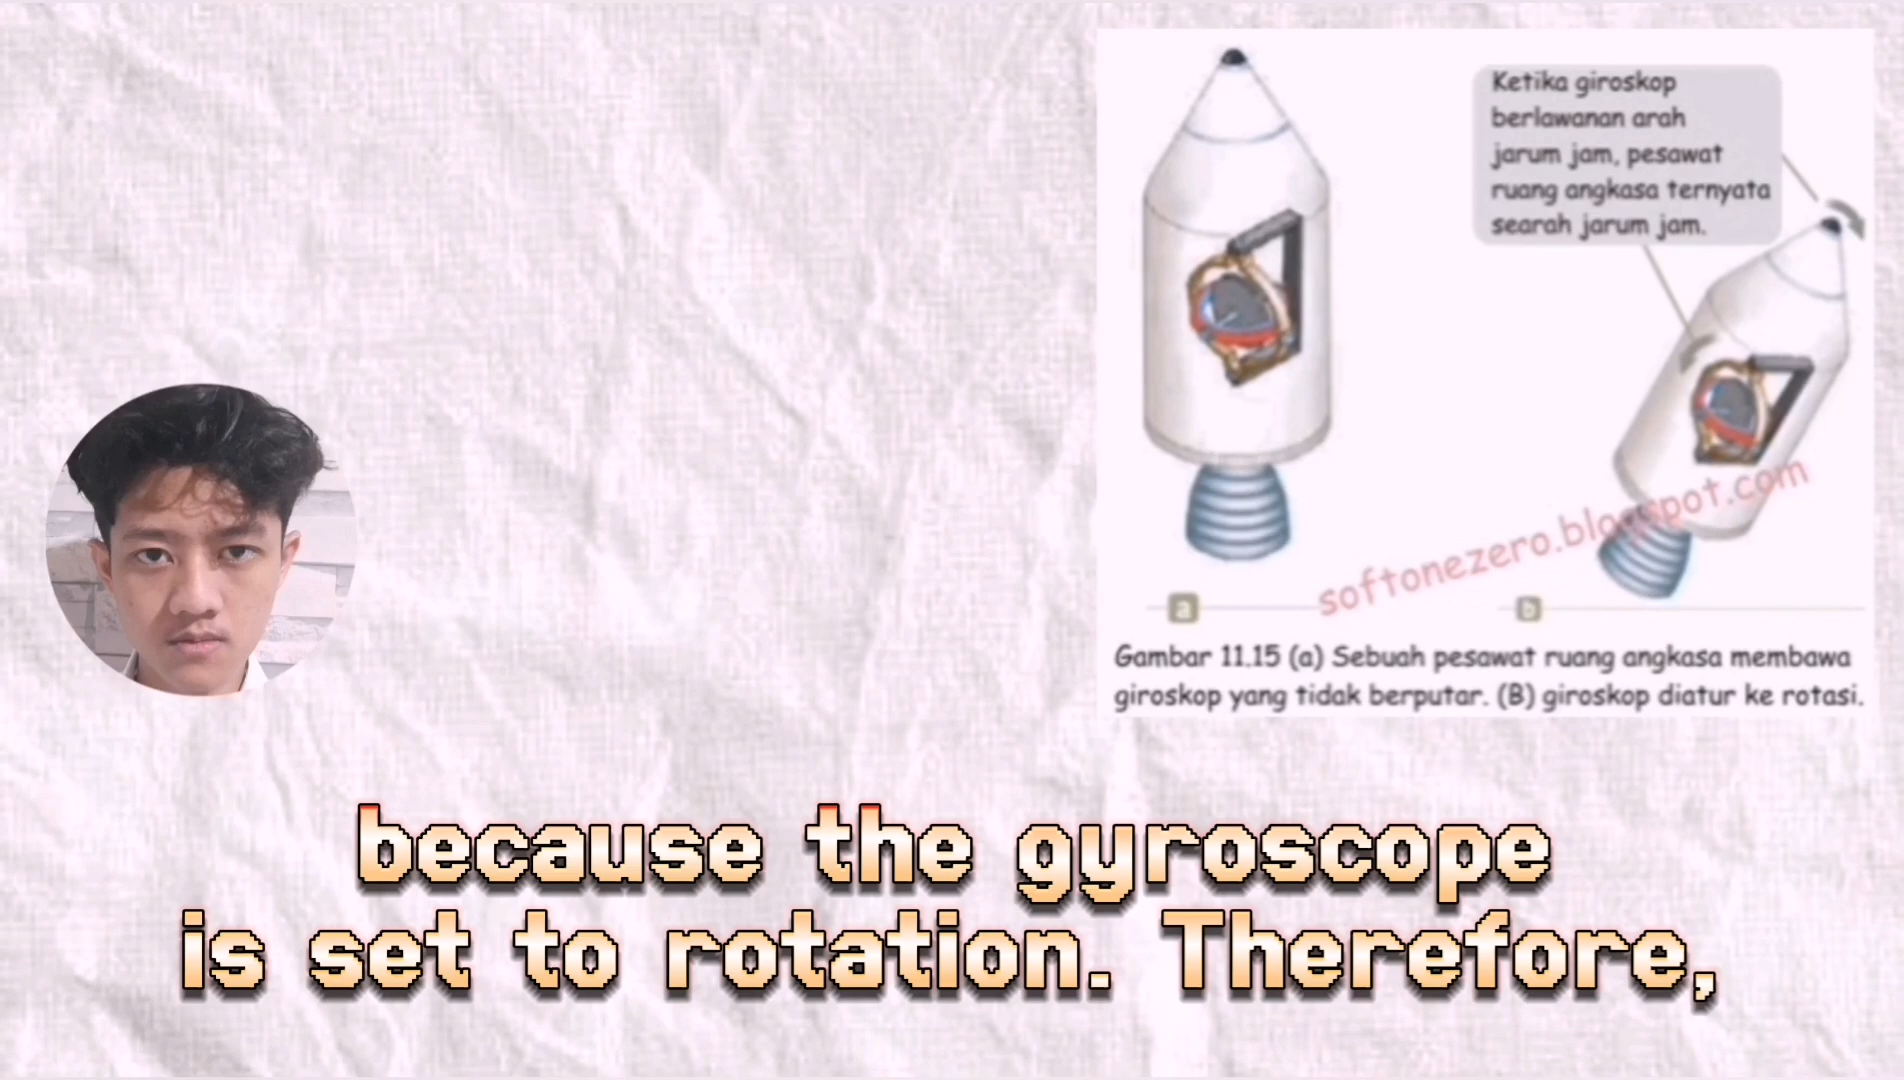 Ketika giroskop
berlawanan arah
jarum jam, pesawat
ruang angkasa ternyata
searah jarum jam.
softonezero.blogspot.com
a
b
Gambar 11.15 (a) Sebuah pesawat ruang angkasa membawa
giroskop yang tidak berputar. (B) giroskop diatur ke rotasi.
because the gyroscope
is set to rotation. Therefore,